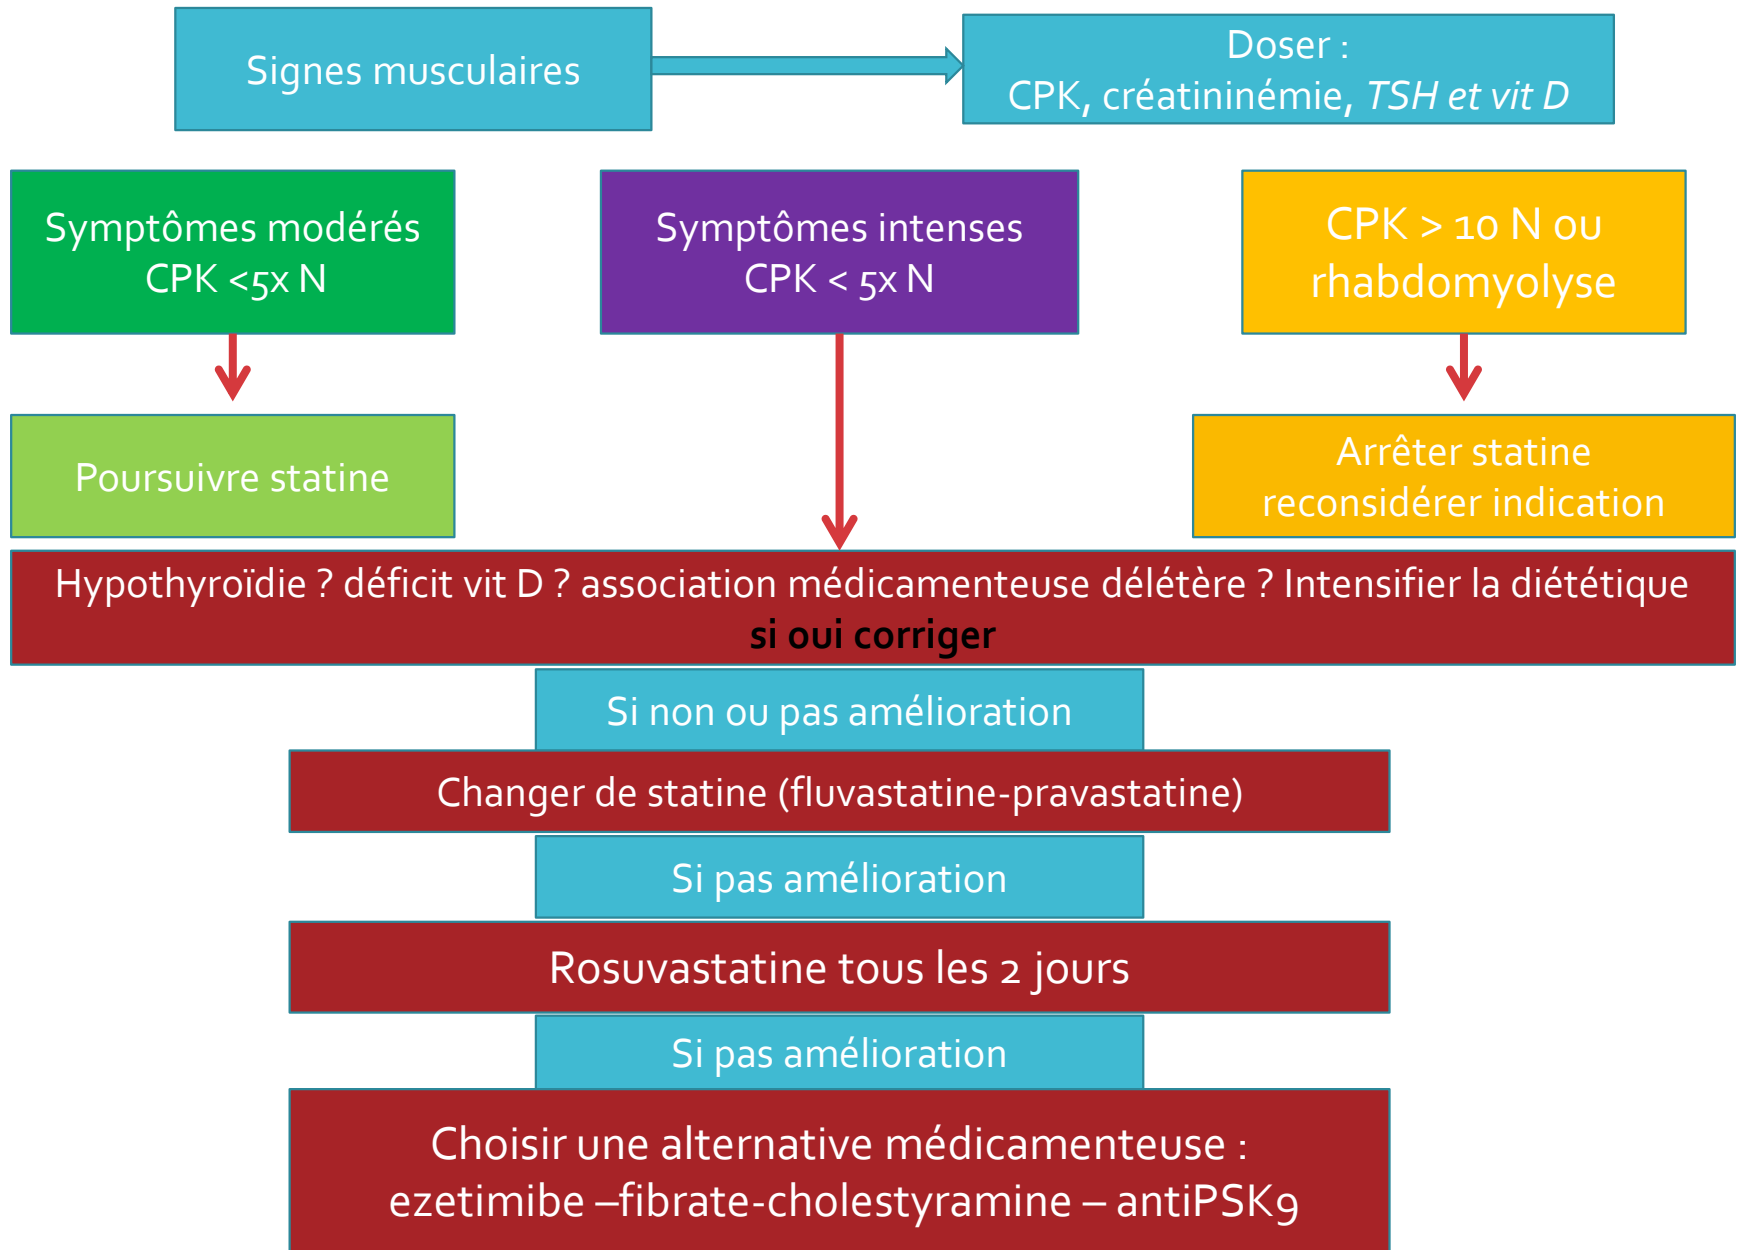 Signes musculaires
Doser :
CPK, créatininémie, TSH et vit D
Symptômes modérés
CPK <5x N
Symptômes intenses
CPK < 5x N
CPK > 10 N ou
rhabdomyolyse
Poursuivre statine
Arrêter statine
reconsidérer indication
Hypothyroïdie ? déficit vit D ? association médicamenteuse délétère ? Intensifier la diététique
si oui corriger
Si non ou pas amélioration
Changer de statine (fluvastatine-pravastatine)
Si pas amélioration
Rosuvastatine tous les 2 jours
Si pas amélioration
Choisir une alternative médicamenteuse :
ezetimibe –fibrate-cholestyramine – antiPSK9